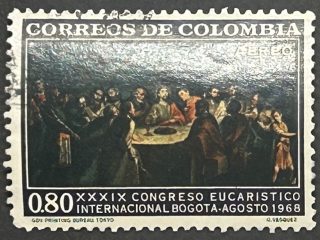 CORREOS DE COLOMBIA
AEREO
0.80 XXXIX CONGRESO EUCARISTICO
INTERNACIONAL BOGOTA-AGOSTO 1968
GOV. PRINTING BUREAU, TOKYO
G.VASQUEZ